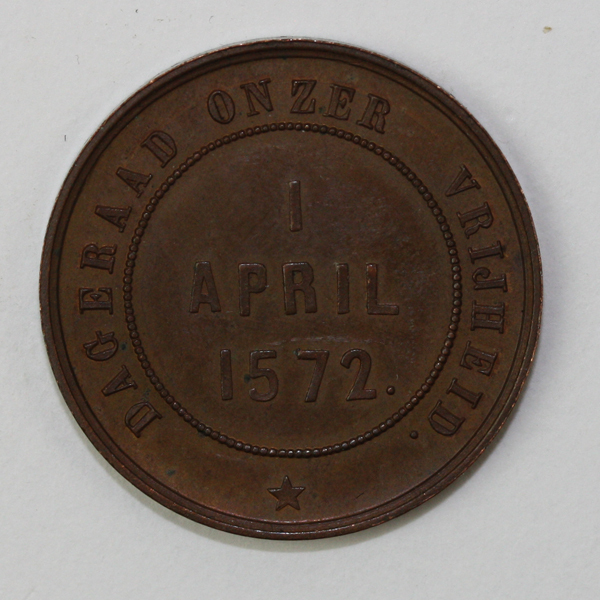 DAGERAAD ONZER VRIJHEID.
1
APRIL
1572.